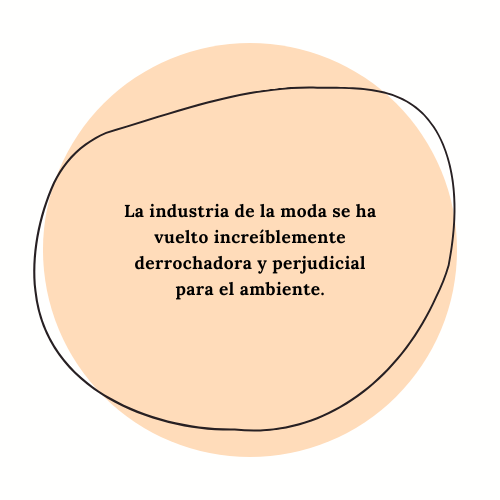 La industria de la moda se ha
vuelto increíblemente
derrochadora y perjudicial
para el ambiente.